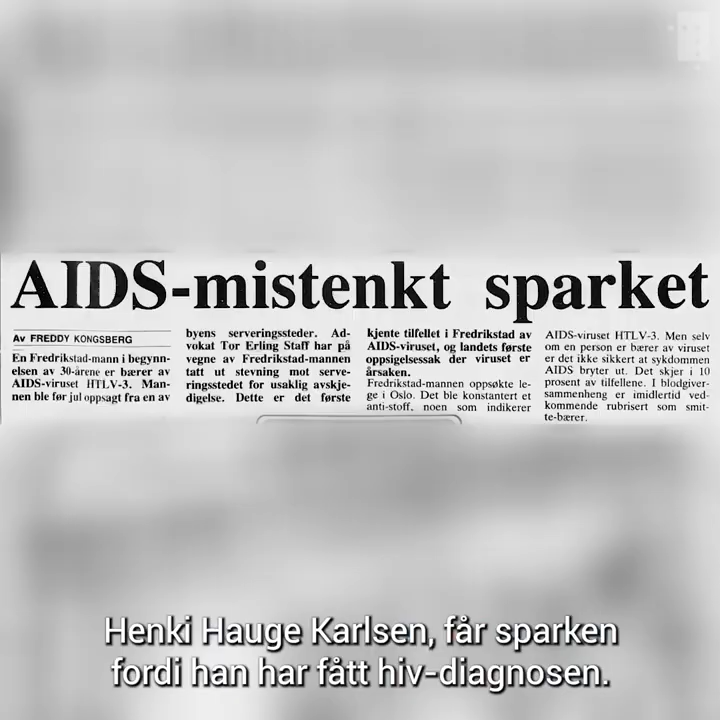 AIDS-mistenkt sparket
Av FREDDY KONGSBERG
En Fredrikstad-mann i begynn-
elsen av 30-årene er bærer av
AIDS-viruset HTLV-3. Man-
nen ble før jul oppsagt fra en av
byens serveringssteder. Ad-
vokat Tor Erling Staff har på
vegne av Fredrikstad-mannen
tatt ut stevning mot serve-
ringsstedet for usaklig avskje-
digelse. Dette er det første
kjente tilfellet i Fredrikstad av
AIDS-viruset, og landets første
oppsigelsessak der viruset er
årsaken.
Fredrikstad-mannen oppsøkte le-
ge i Oslo. Det ble konstantert et
anti-stoff, noen som indikerer
AIDS-viruset HTLV-3. Men selv
om en person er bærer av viruset
er det ikke sikkert at sykdommen
AIDS bryter ut. Det skjer i 10
prosent av tilfellene. I blodgiver-
sammenheng er imidlertid ved-
kommende rubrisert som smit-
te-bærer.
Henki Hauge Karlsen, får sparken
fordi han har fått hiv-diagnosen.